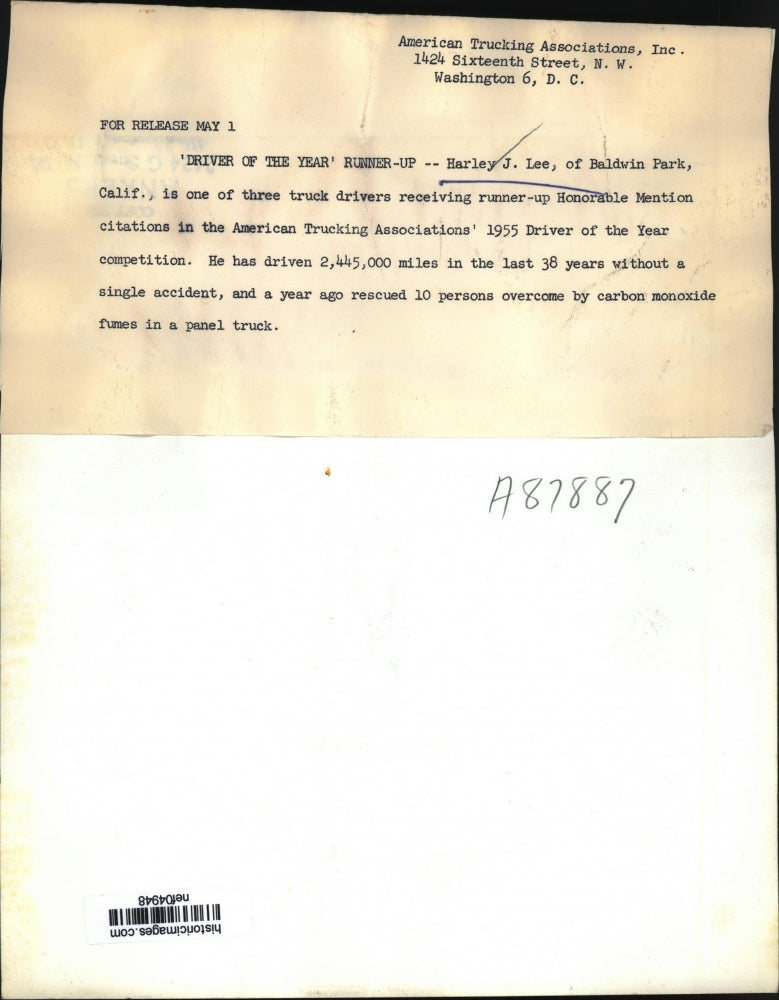 American Trucking Associations, Inc.
1424 Sixteenth Street, N. W.
Washington 6, D. C.
FOR RELEASE MAY 1
'DRIVER OF THE YEAR' RUNNER-UP -- Harley J. Lee, of Baldwin Park,
Calif., is one of three truck drivers receiving runner-up Honorable Mention
citations in the American Trucking Associations' 1955 Driver of the Year
competition. He has driven 2,445,000 miles in the last 38 years without a
single accident, and a year ago rescued 10 persons overcome by carbon monoxide
fumes in a panel truck.
A87887
historicimages.com
nef04948